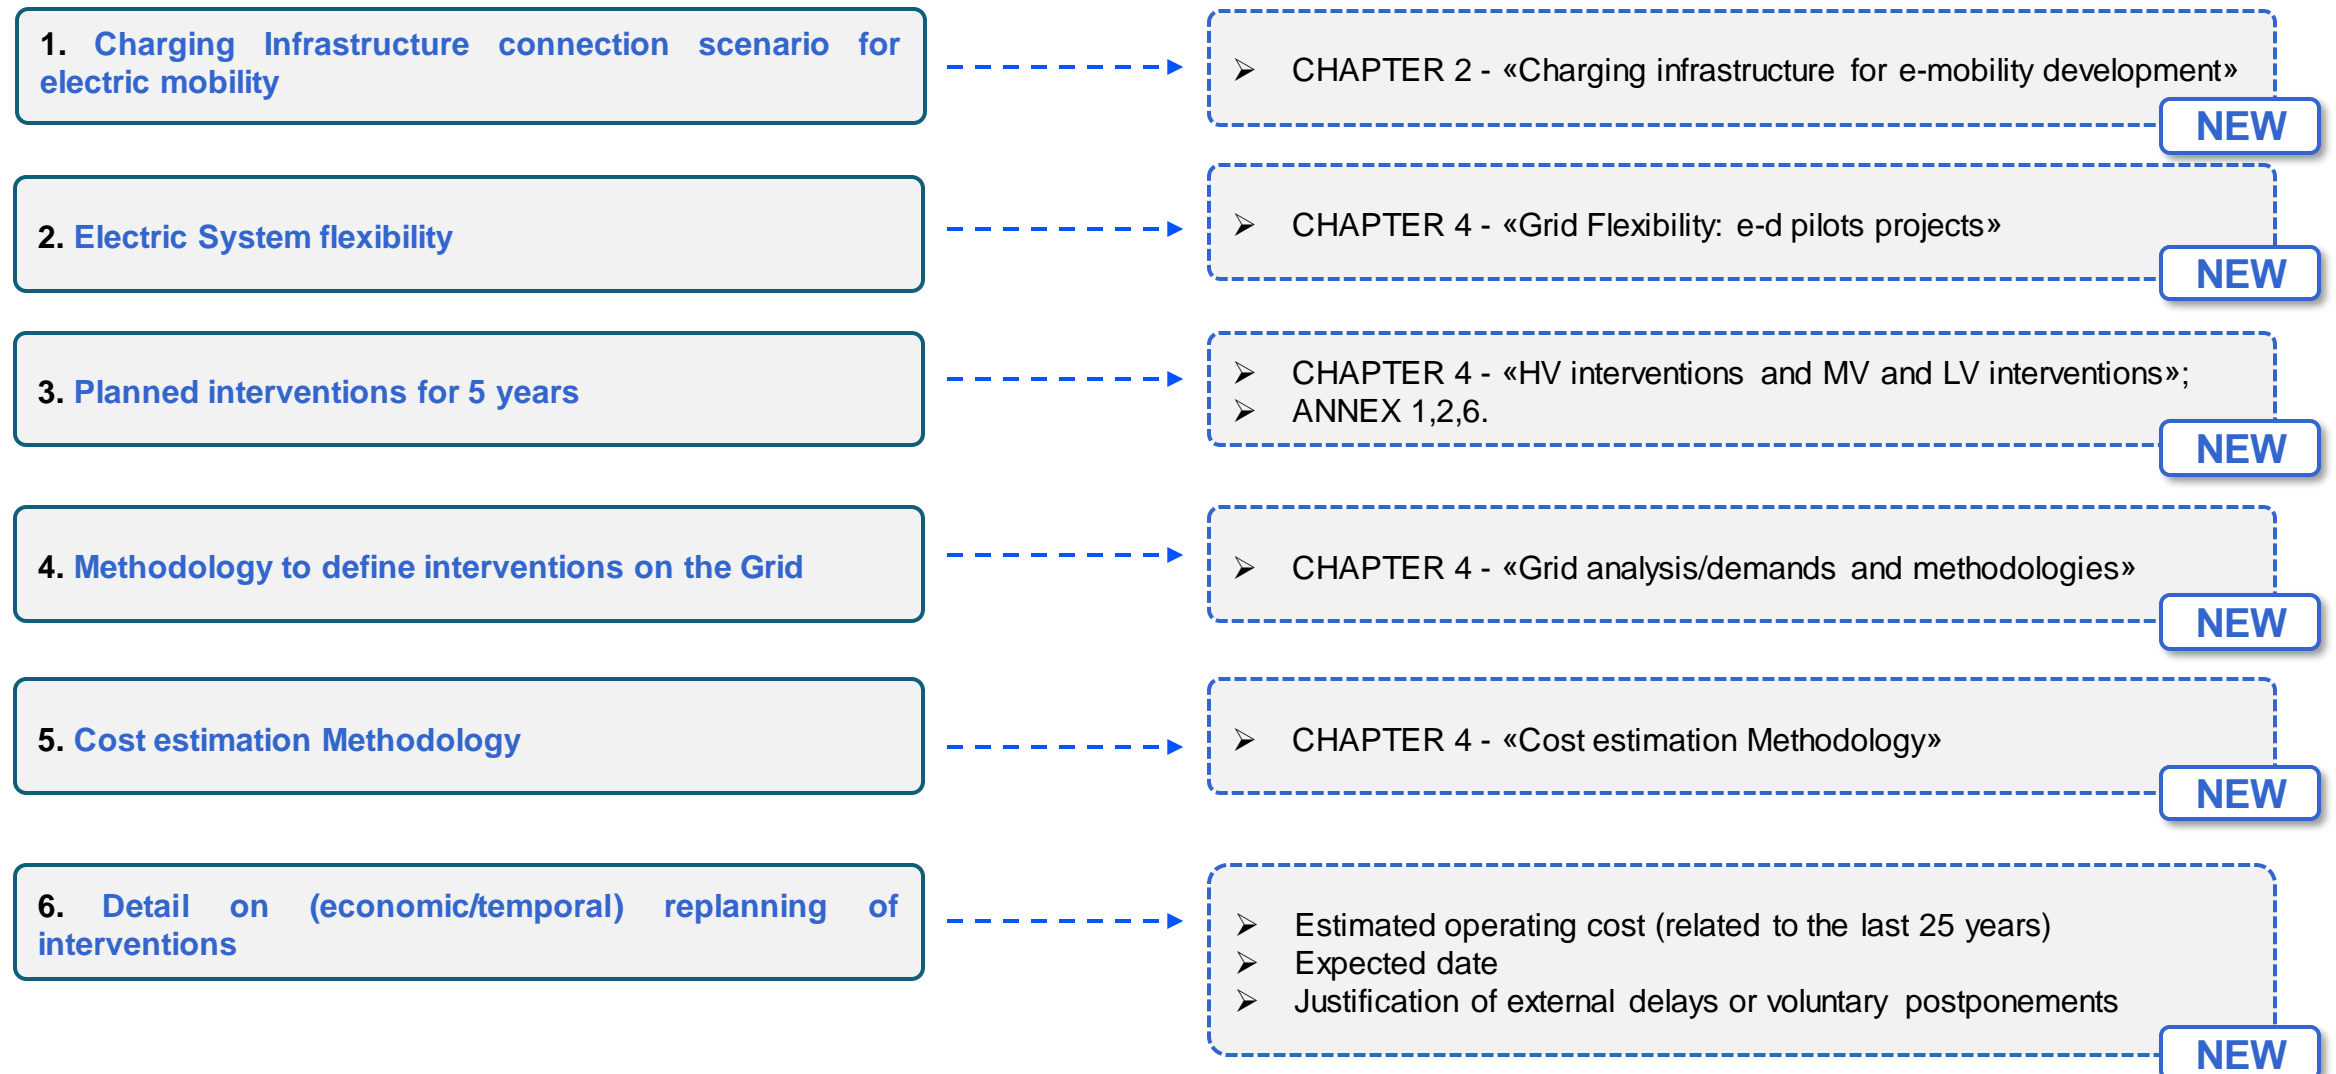 1. Charging Infrastructure connection scenario for
electric mobility
➢ CHAPTER 2 - «Charging infrastructure for e-mobility development»
NEW
2. Electric System flexibility
➢ CHAPTER 4 - «Grid Flexibility: e-d pilots projects»
NEW
3. Planned interventions for 5 years
➢ CHAPTER 4 - «HV interventions and MV and LV interventions»;
➢ ANNEX 1,2,6.
NEW
4. Methodology to define interventions on the Grid
➢ CHAPTER 4 - «Grid analysis/demands and methodologies»
NEW
5. Cost estimation Methodology
➢ CHAPTER 4 - «Cost estimation Methodology»
NEW
6. Detail on (economic/temporal) replanning of
interventions
➢ Estimated operating cost (related to the last 25 years)
➢ Expected date
➢ Justification of external delays or voluntary postponements
NEW